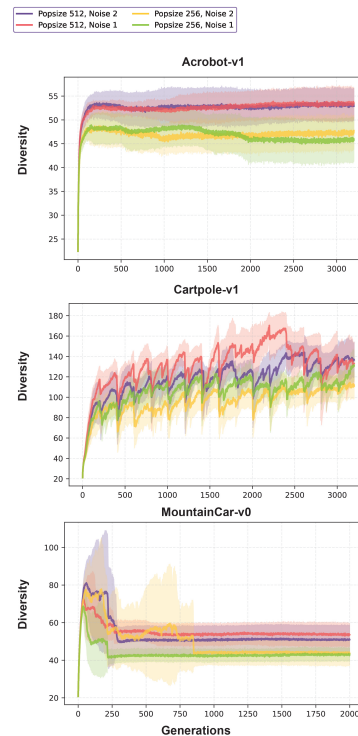 Popsize 512, Noise 2 Popsize 256, Noise 2
Popsize 512, Noise 1 Popsize 256, Noise 1
Acrobot-v1
Diversity
55
50
45
40
35
30
25
0 500 1000 1500 2000 2500 3000
Cartpole-v1
Diversity
180
160
140
120
100
80
60
40
20
0 500 1000 1500 2000 2500 3000
MountainCar-v0
Diversity
100
80
60
40
20
0 250 500 750 1000 1250 1500 1750 2000
Generations